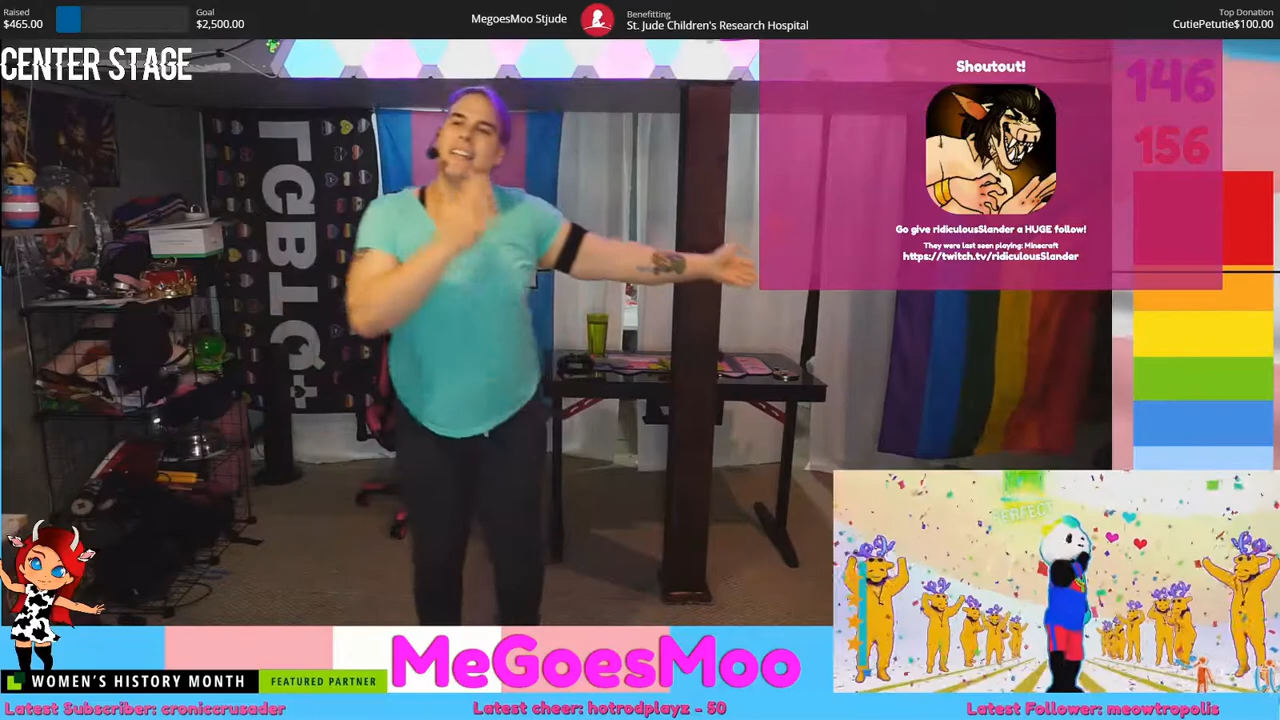 Raised
$465.00
Goal
$2,500.00
MegoesMoo Stjude
Benefitting
St. Jude Children's Research Hospital
Top Donation
CutiePetutie$100.00
CENTER STAGE
Shoutout!
146
156
Go give ridiculousSlander a HUGE follow!
They were last seen playing: Minecraft
https://twitch.tv/ridiculousSlander
LGBTQ+
PERFECT
MeGoesMoo
WOMEN'S HISTORY MONTH
FEATURED PARTNER
Latest Subscriber: croniccrusader
Latest cheer: hotrodplayz - 50
Latest Follower: meowtropolis